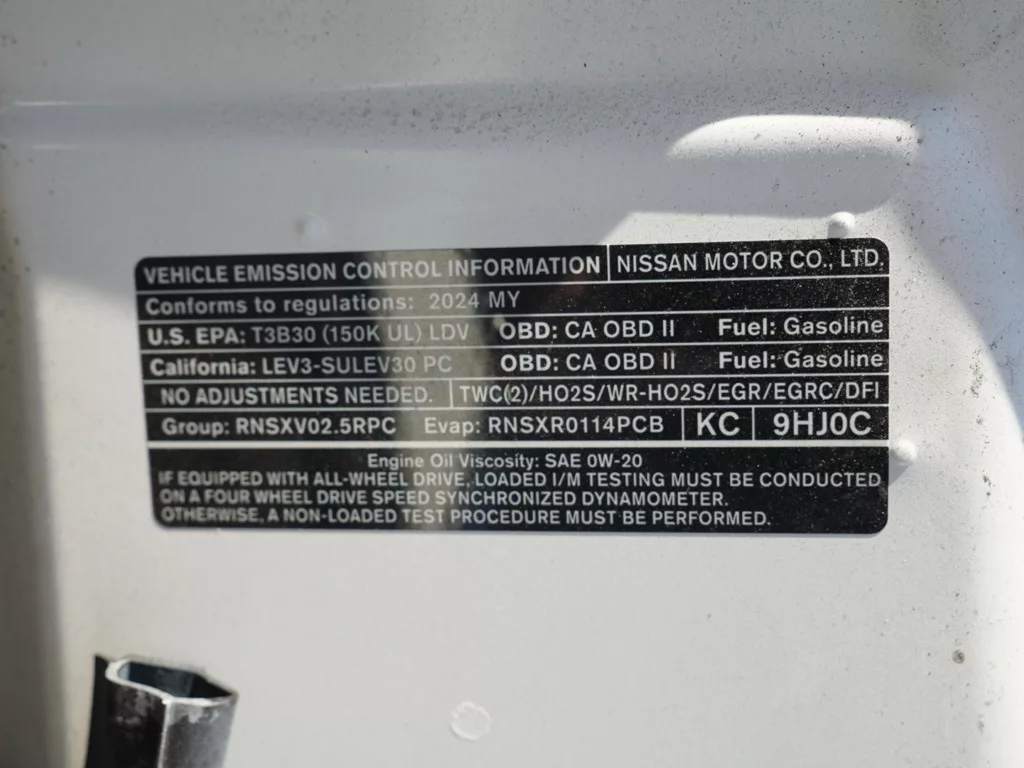 VEHICLE EMISSION CONTROL INFORMATION NISSAN MOTOR CO., LTD.
Conforms to regulations: 2024 MY
U.S. EPA: T3B30 (150K UL) LDV OBD: CA OBD II Fuel: Gasoline
California: LEV3-SULEV30 PC OBD: CA OBD II Fuel: Gasoline
NO ADJUSTMENTS NEEDED. TWC(2)/HO2S/WR-HO2S/EGR/EGRC/DFI
Group: RNSXV02.5RPC Evap: RNSXR0114PCB KC 9HJ0C
Engine Oil Viscosity: SAE 0W-20
IF EQUIPPED WITH ALL-WHEEL DRIVE, LOADED I/M TESTING MUST BE CONDUCTED
ON A FOUR WHEEL DRIVE SPEED SYNCHRONIZED DYNAMOMETER.
OTHERWISE, A NON-LOADED TEST PROCEDURE MUST BE PERFORMED.